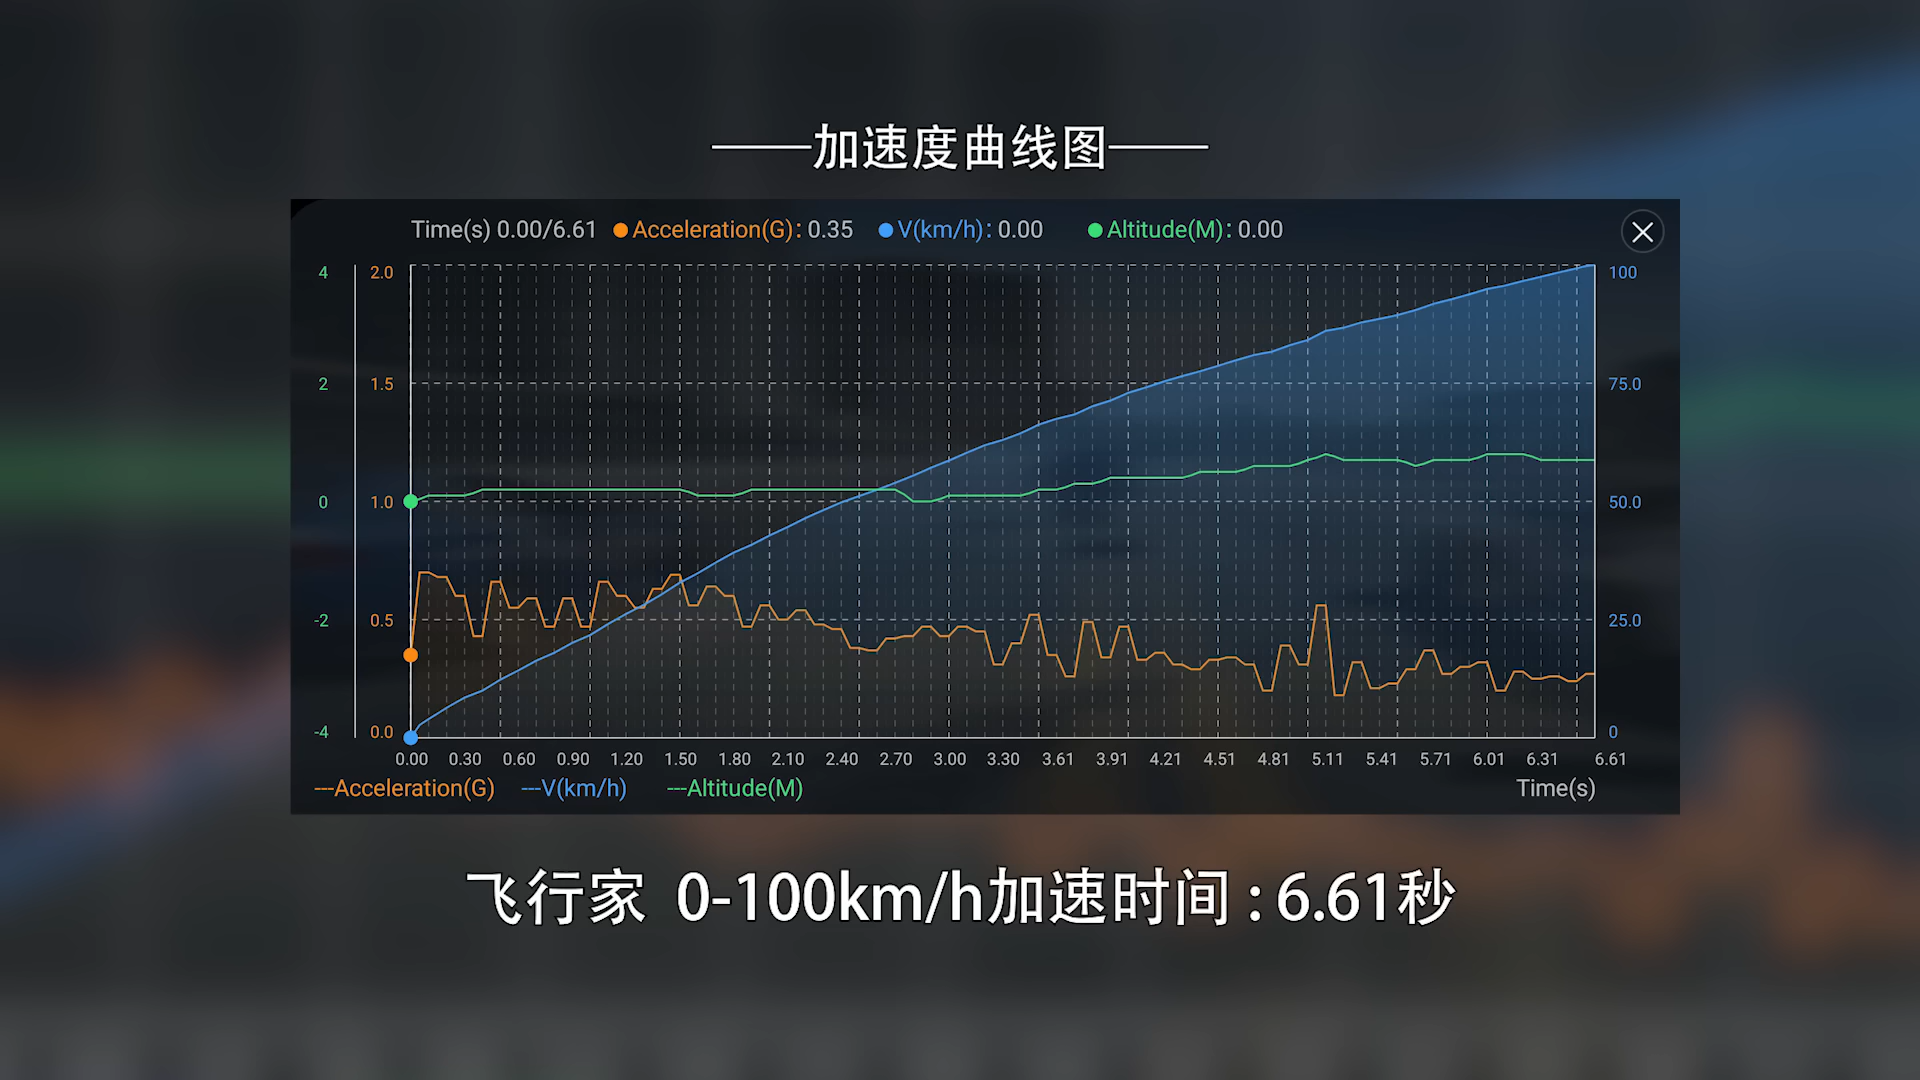 ——加速度曲线图——
Time(s) 0.00/6.61 Acceleration(G): 0.35 V(km/h): 0.00 Altitude(M): 0.00
4 2.0 100
2 1.5 75.0
0 1.0 50.0
-2 0.5 25.0
-4 0.0 0
0.00 0.30 0.60 0.90 1.20 1.50 1.80 2.10 2.40 2.70 3.00 3.30 3.61 3.91 4.21 4.51 4.81 5.11 5.41 5.71 6.01 6.31 6.61
---Acceleration(G) ---V(km/h) ---Altitude(M) Time(s)
飞行家 0-100km/h加速时间:6.61秒